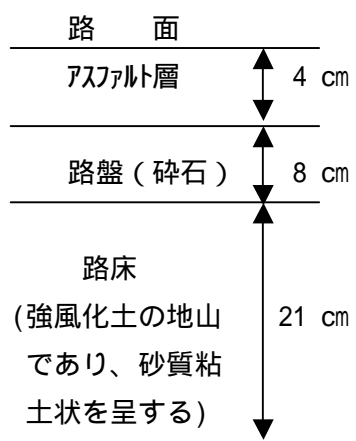 路　面
アスファルト層 4 ㎝
路盤（砕石） 8 ㎝
路床
(強風化土の地山 21 ㎝
であり、砂質粘
土状を呈する)